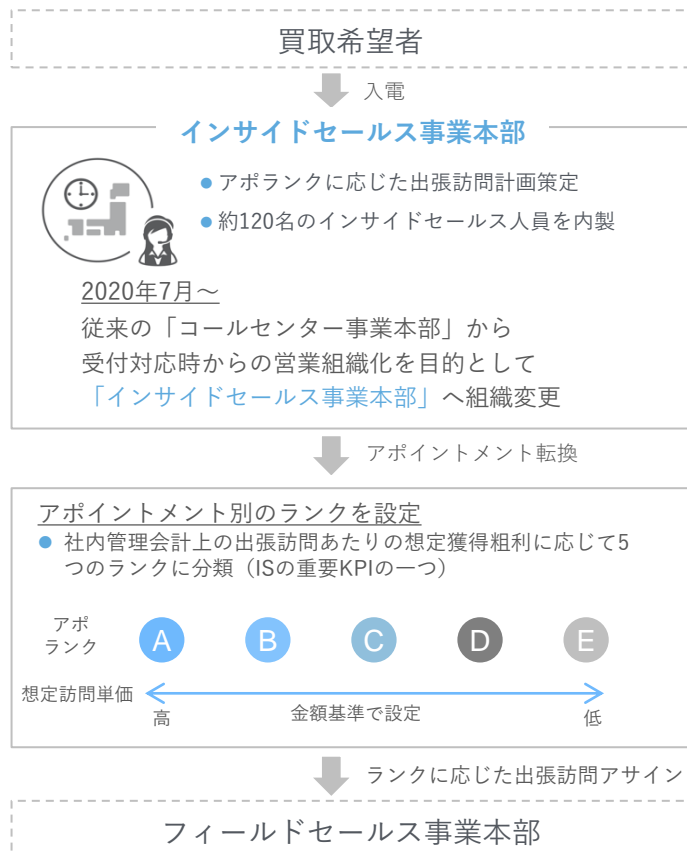 買取希望者
入電
インサイドセールス事業本部
● アポランクに応じた出張訪問計画策定
● 約120名のインサイドセールス人員を内製
2020年7月～
従来の「コールセンター事業本部」から
受付対応時からの営業組織化を目的として
「インサイドセールス事業本部」へ組織変更
アポイントメント転換
アポイントメント別のランクを設定
● 社内管理会計上の出張訪問あたりの想定獲得粗利に応じて5
つのランクに分類（ISの重要KPIの一つ）
アポ
ランク
A B C D E
想定訪問単価
高 金額基準で設定 低
ランクに応じた出張訪問アサイン
フィールドセールス事業本部